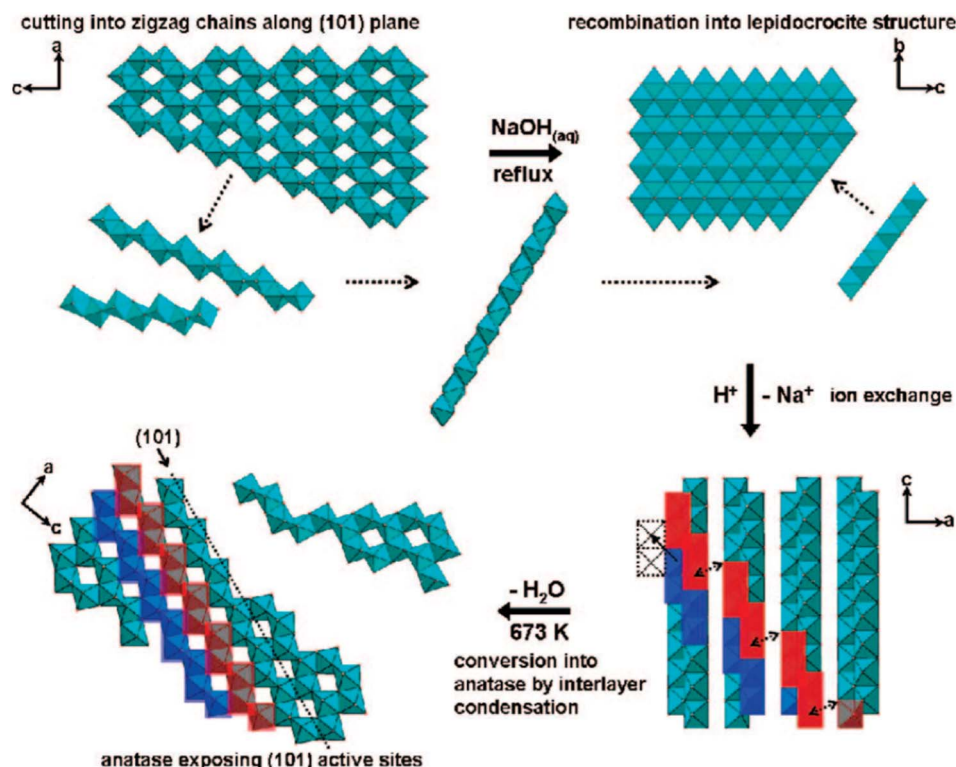 cutting into zigzag chains along (101) plane
recombination into lepidocrocite structure
a
c
b
c
NaOH(aq)
reflux
H+ - Na+ ion exchange
(101)
a
c
c
a
- H2O
673 K
conversion into
anatase by interlayer
condensation
anatase exposing (101) active sites